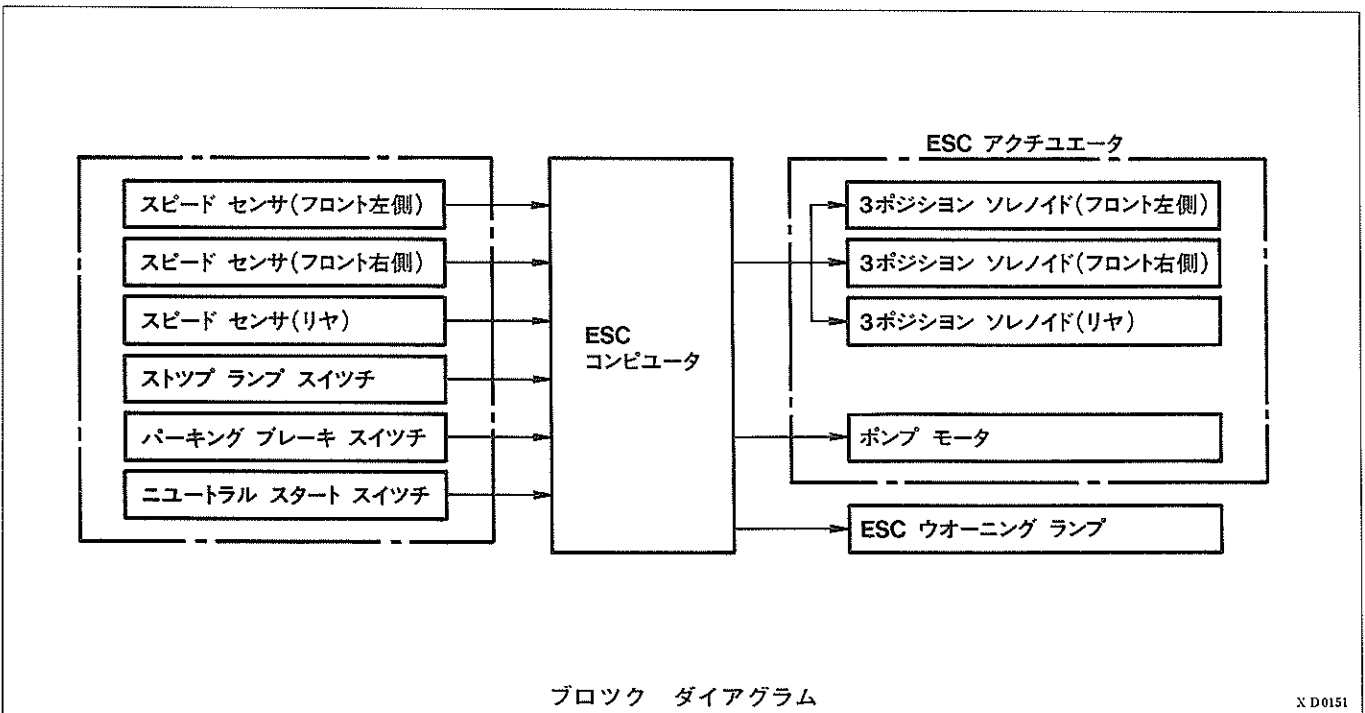 ESC アクチユエータ
スピード センサ(フロント左側)
スピード センサ(フロント右側)
スピード センサ(リヤ)
ストツプ ランプ スイツチ
パーキング ブレーキ スイツチ
ニユートラル スタート スイツチ
ESC
コンピユータ
3ポジシヨン ソレノイド(フロント左側)
3ポジシヨン ソレノイド(フロント右側)
3ポジシヨン ソレノイド(リヤ)
ポンプ モータ
ESC ウオーニング ランプ
ブロツク ダイアグラム
X D0151